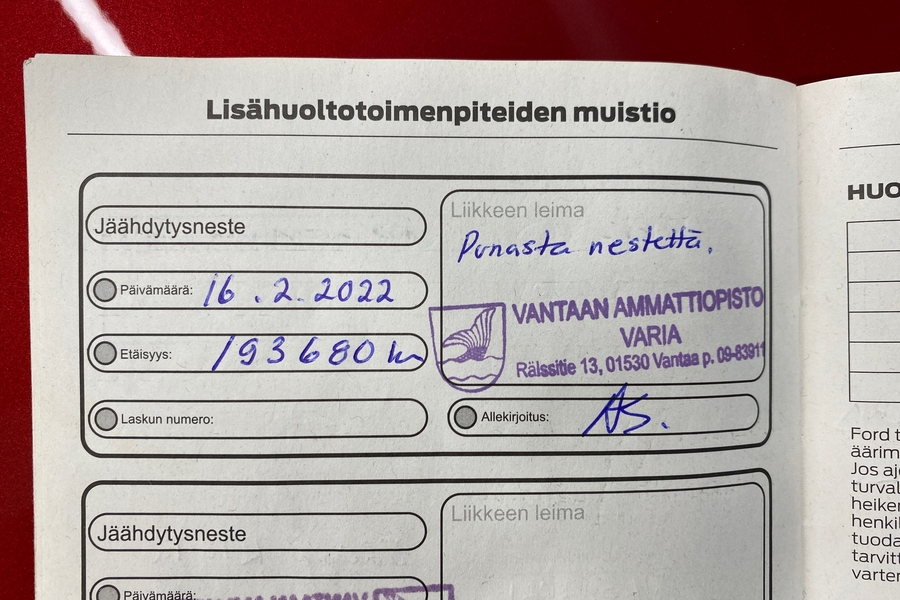 Lisähuoltotoimenpiteiden muistio
Jäähdytysneste
Päivämäärä: 16.2.2022
Etäisyys: 193680 km
Laskun numero:
Liikkeen leima
Punasta nestettä.
VANTAAN AMMATTIOPISTO
VARIA
Rälssitie 13, 01530 Vantaa p. 09-83911
Allekirjoitus: AS.
Jäähdytysneste
Päivämäärä:
Liikkeen leima
HUO
Ford t
äärim
Jos aj
turval
heiken
henkil
tuoda
tarvitt
varten